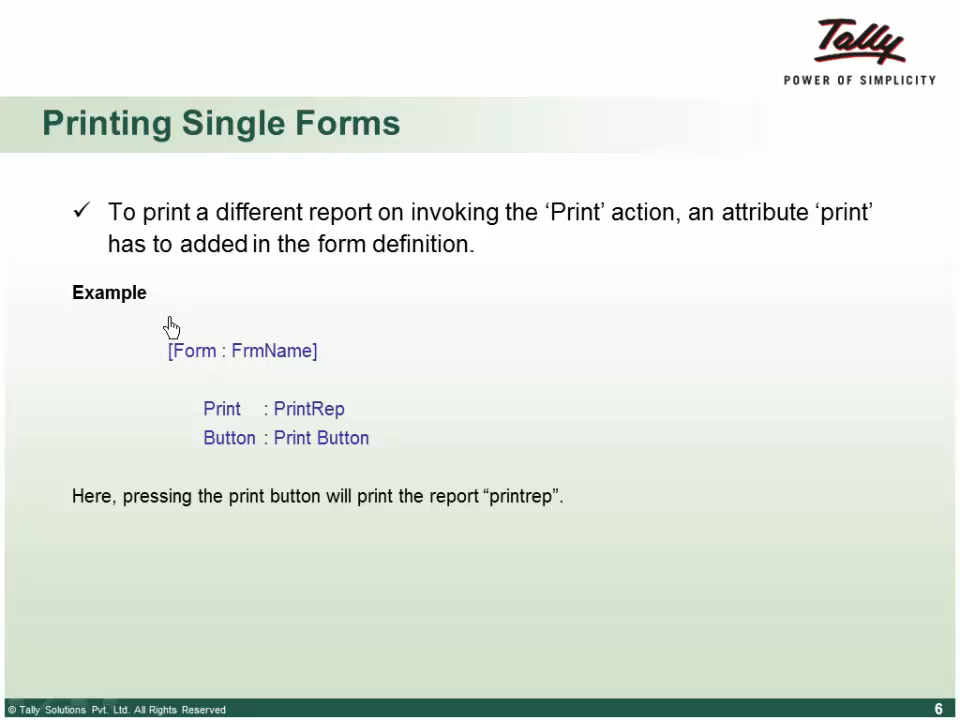 Tally
POWER OF SIMPLICITY
Printing Single Forms
✓ To print a different report on invoking the ‘Print’ action, an attribute ‘print’
has to added in the form definition.
Example
[Form : FrmName]
Print : PrintRep
Button : Print Button
Here, pressing the print button will print the report “printrep”.
© Tally Solutions Pvt. Ltd. All Rights Reserved
6